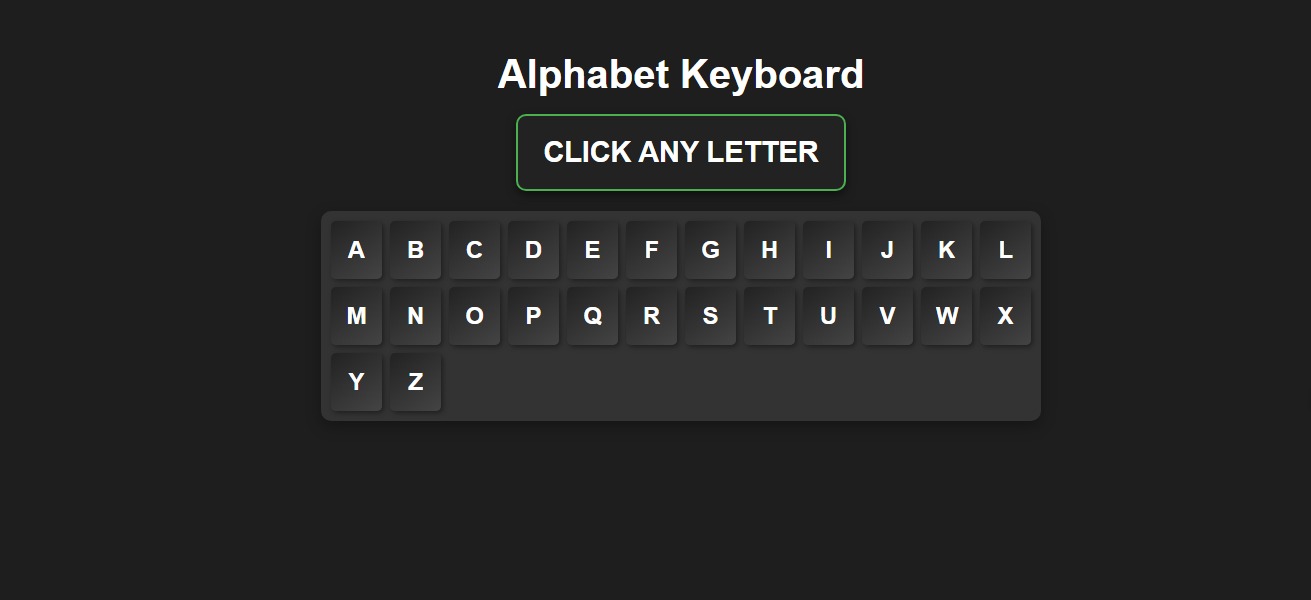 Alphabet Keyboard
CLICK ANY LETTER
A B C D E F G H I J K L
M N O P Q R S T U V W X
Y Z